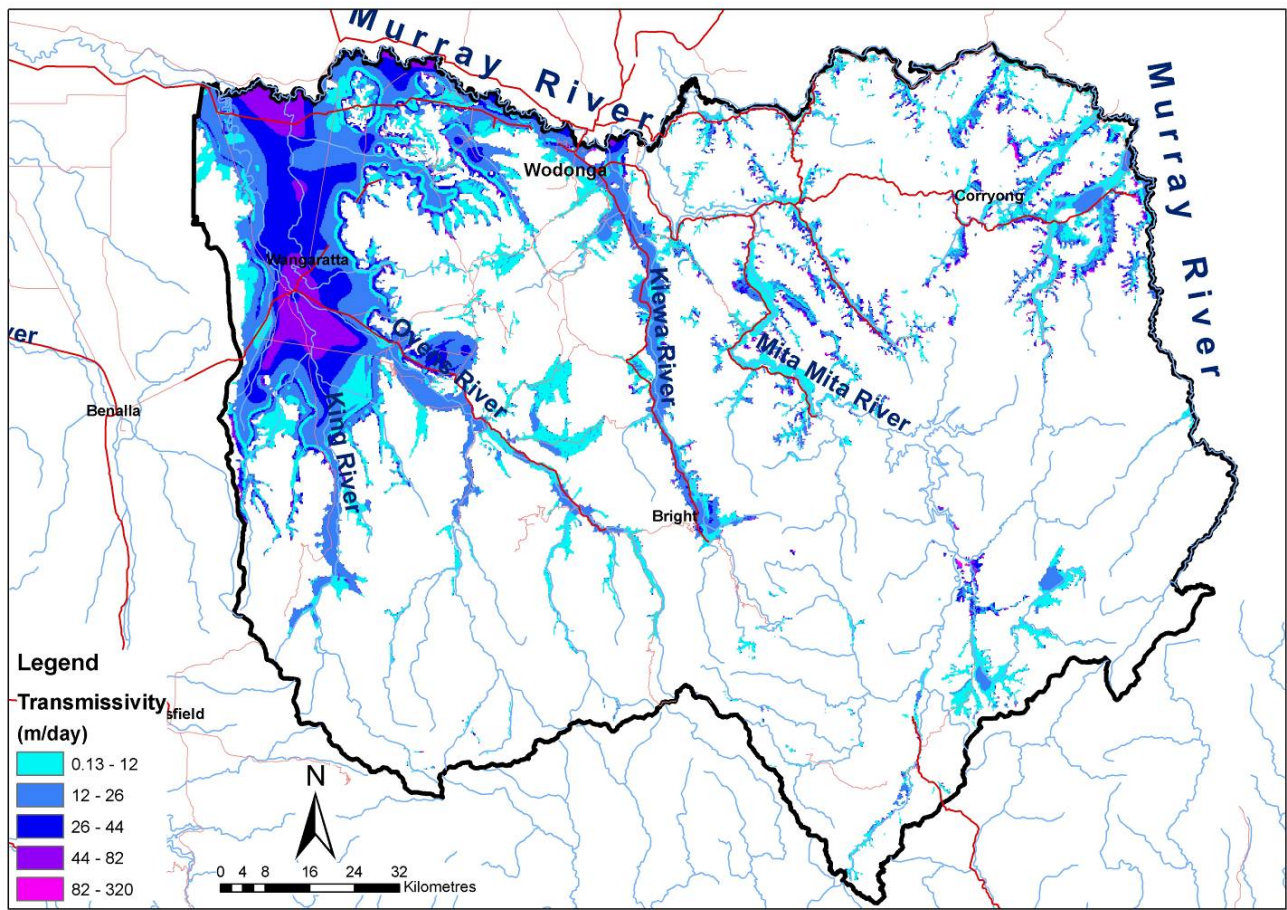 Murray River
Murray River
Wodonga
Corryong
Wangaratta
Kiewa River
Ovens River
Mita Mita River
ver
Benalla
King River
Bright
Legend
Transmissivity
sfield
(m/day)
0.13 - 12
12 - 26
26 - 44
44 - 82
82 - 320
N
0 4 8 16 24 32
Kilometres